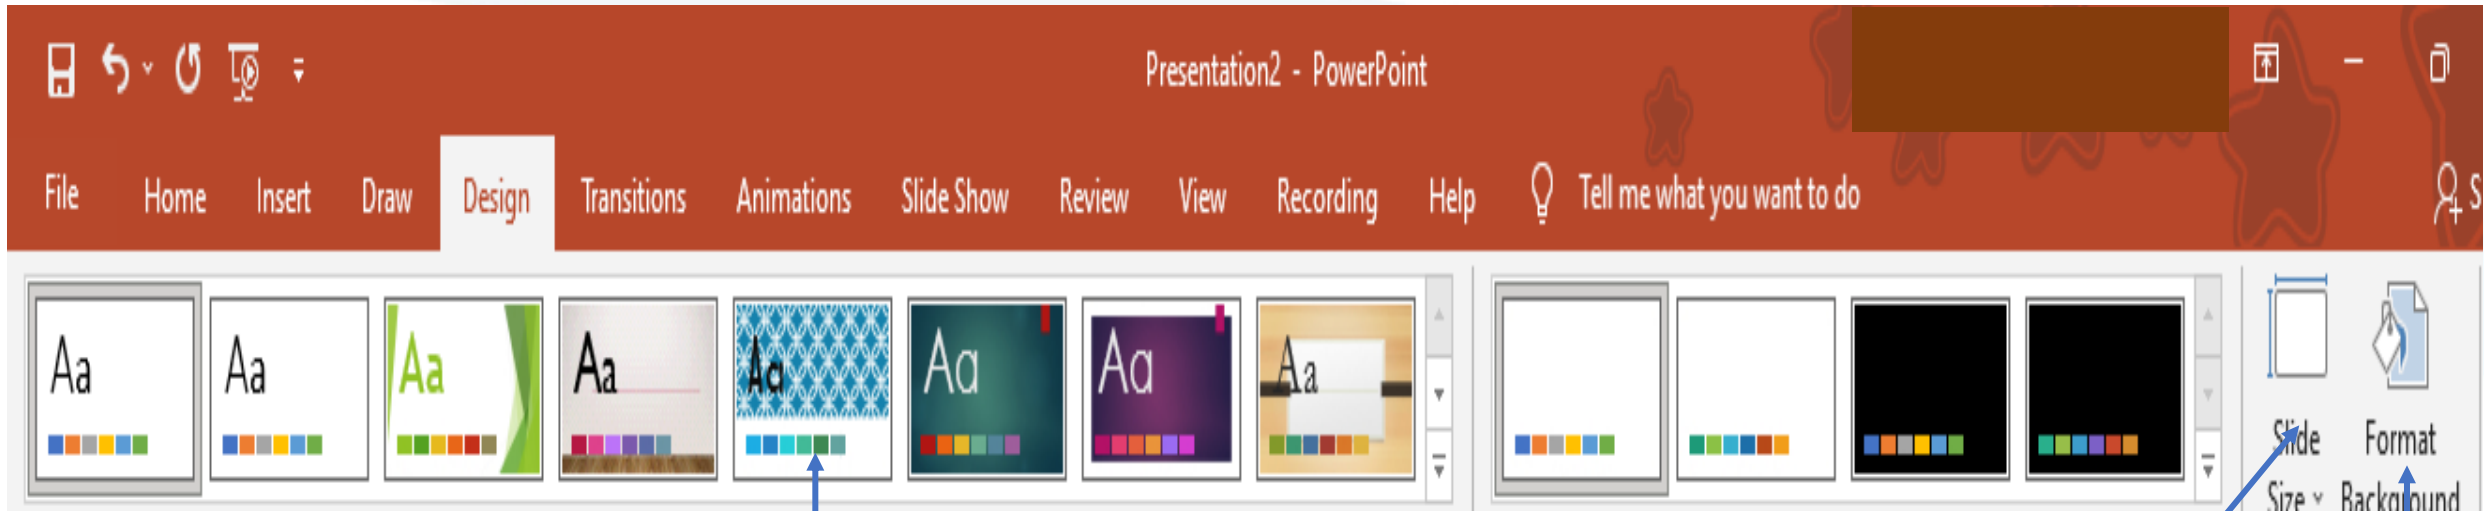 Presentation2 - PowerPoint
File Home Insert Draw Design Transitions Animations Slide Show Review View Recording Help Tell me what you want to do S
Aa Aa Aa Aa Aa Aa Aa Aa
Slide Format
Size Background